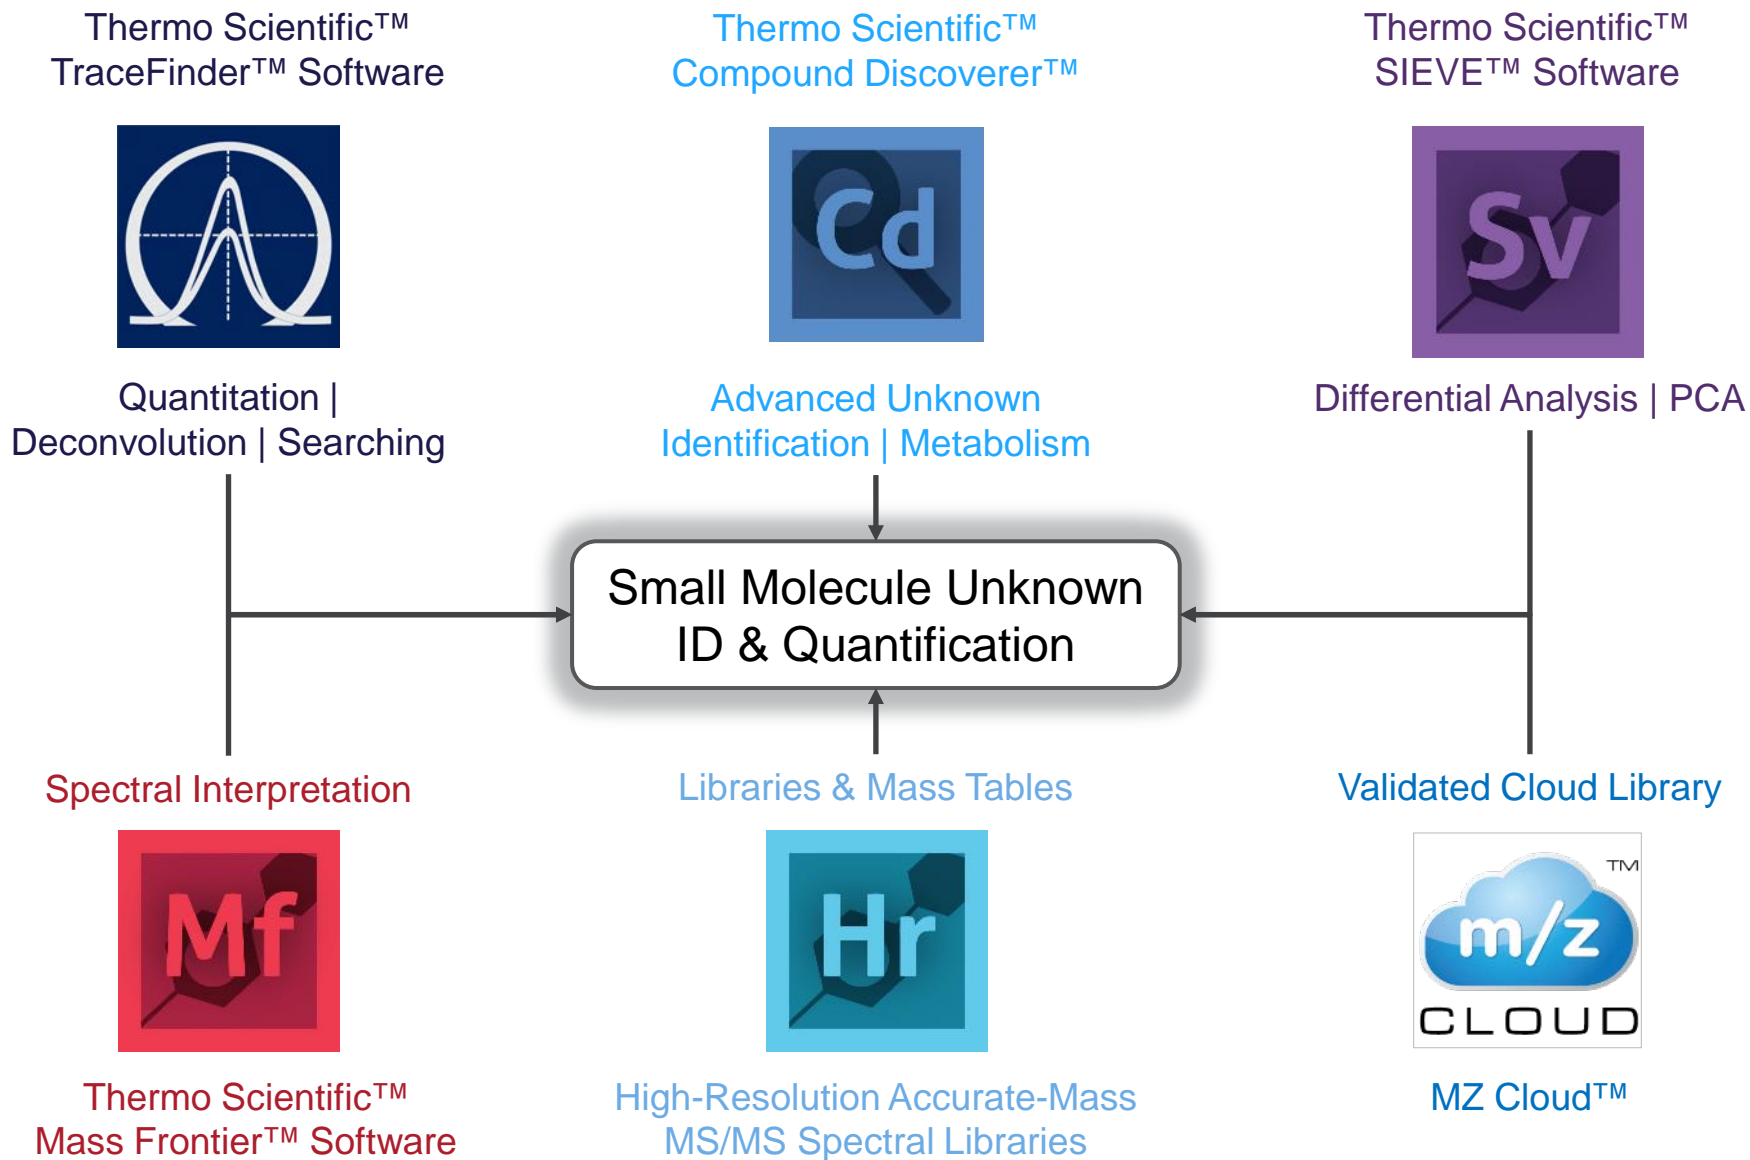 Thermo Scientific™
TraceFinder™ Software
Thermo Scientific™
Compound Discoverer™
Thermo Scientific™
SIEVE™ Software
Cd
Sv
Quantitation |
Deconvolution | Searching
Advanced Unknown
Identification | Metabolism
Differential Analysis | PCA
Small Molecule Unknown
ID & Quantification
Spectral Interpretation
Libraries & Mass Tables
Validated Cloud Library
Mf
Hr
TM
m/z
CLOUD
Thermo Scientific™
Mass Frontier™ Software
High-Resolution Accurate-Mass
MS/MS Spectral Libraries
MZ Cloud™